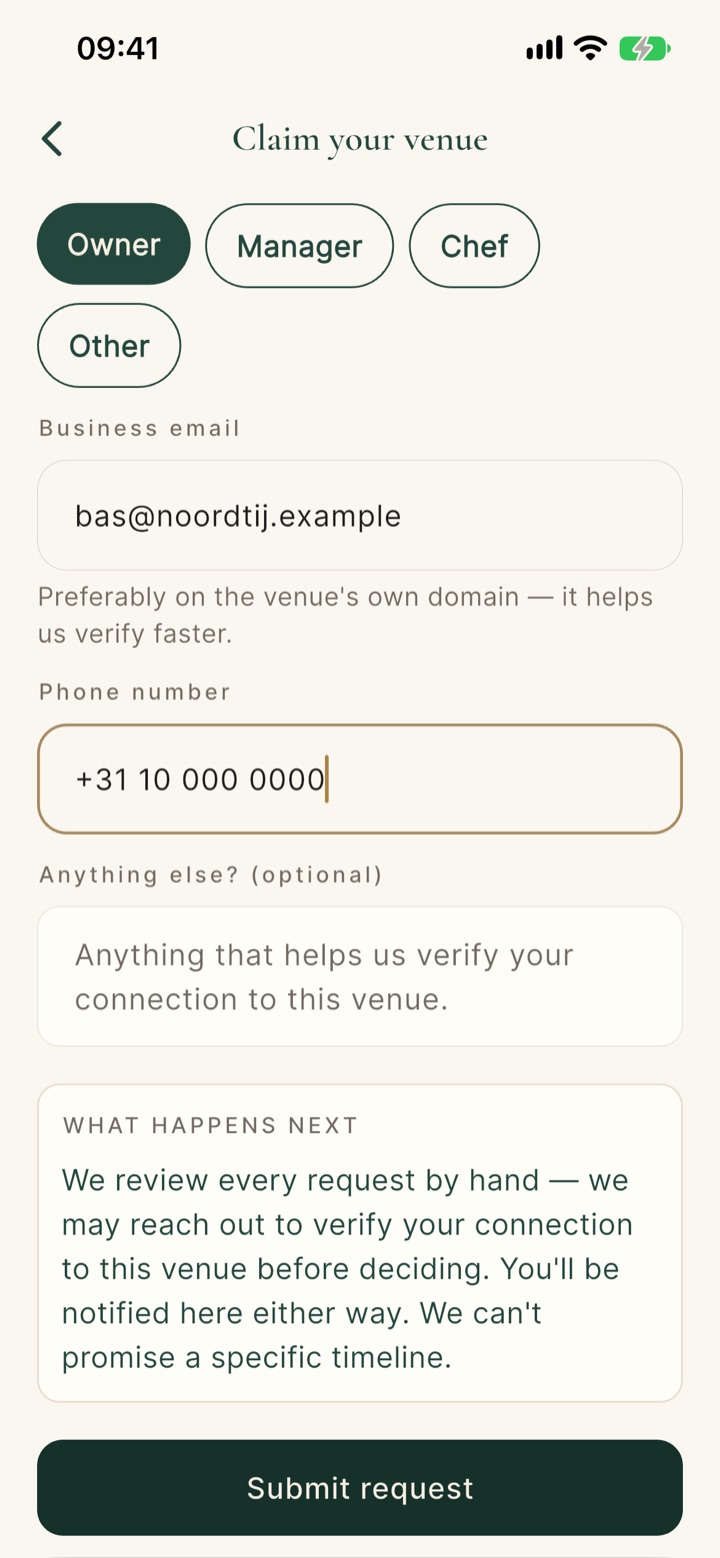 09:41
Claim your venue
Owner
Manager
Chef
Other
Business email
bas@noordtij.example
Preferably on the venue's own domain — it helps
us verify faster.
Phone number
+31 10 000 0000
Anything else? (optional)
Anything that helps us verify your
connection to this venue.
WHAT HAPPENS NEXT
We review every request by hand — we
may reach out to verify your connection
to this venue before deciding. You'll be
notified here either way. We can't
promise a specific timeline.
Submit request